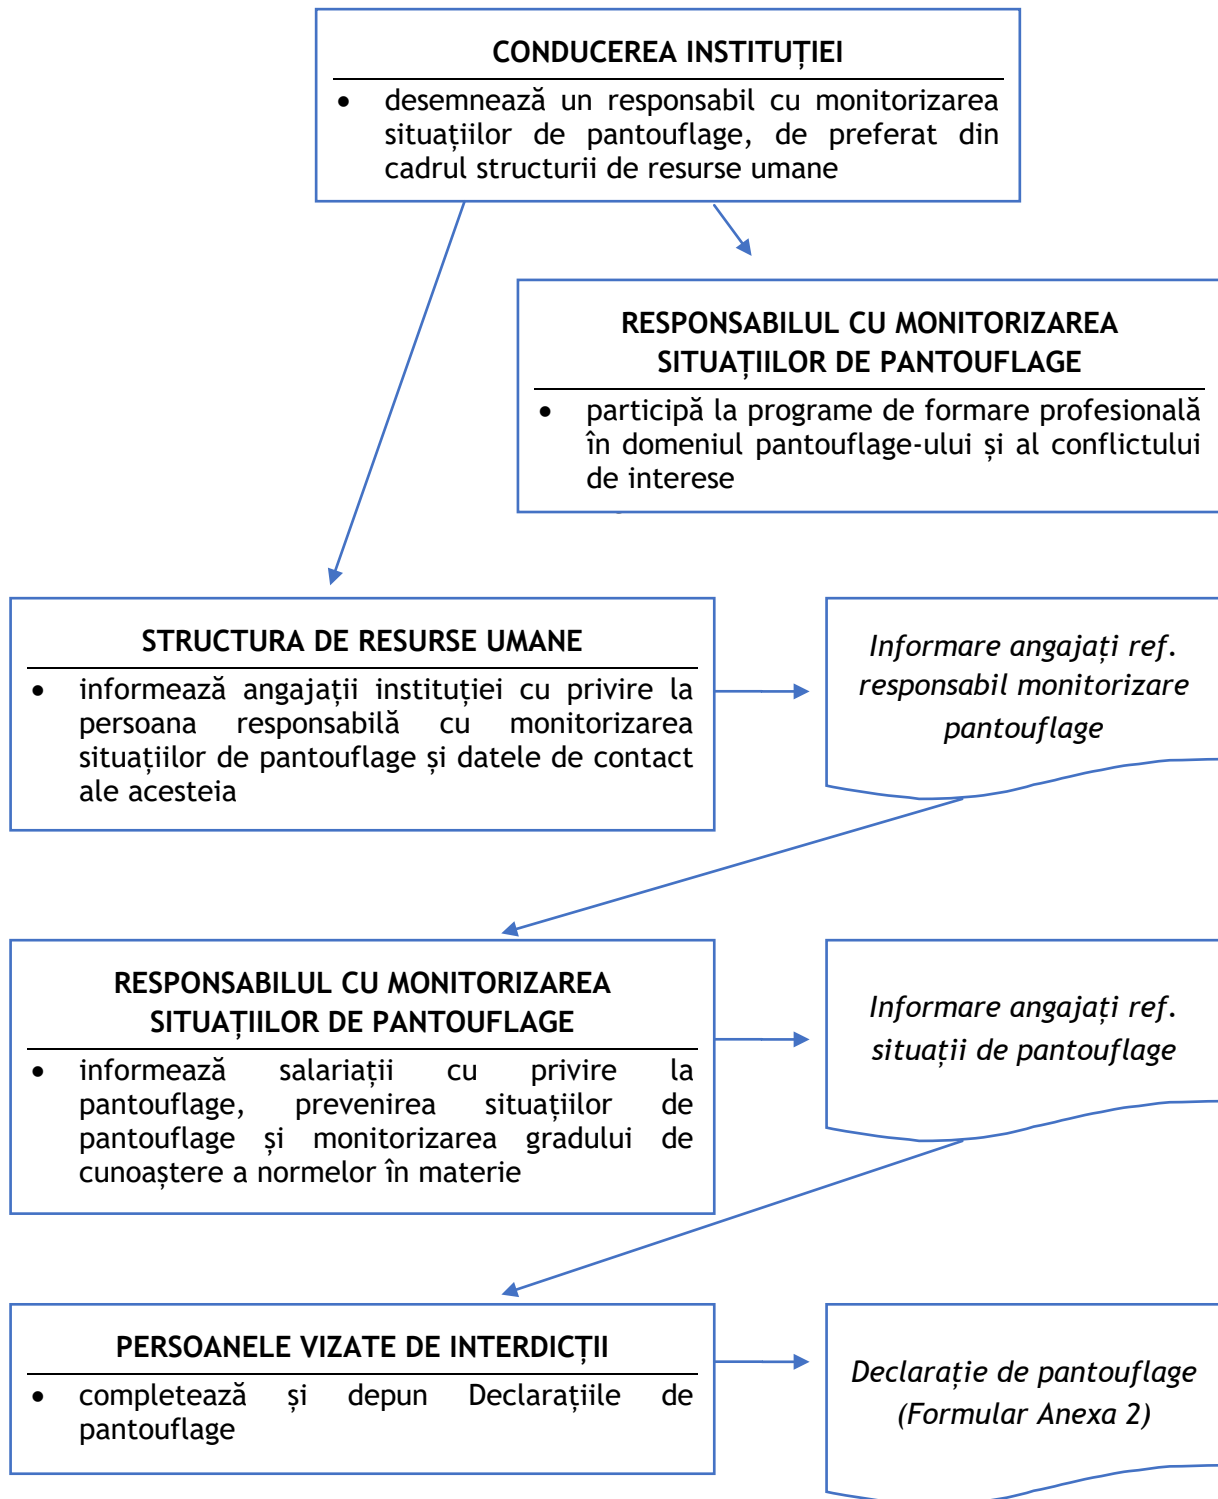 CONDUCEREA INSTITUȚIEI
• desemnează un responsabil cu monitorizarea
situațiilor de pantouflage, de preferat din
cadrul structurii de resurse umane
RESPONSABILUL CU MONITORIZAREA
SITUAȚIILOR DE PANTOUFLAGE
• participă la programe de formare profesională
în domeniul pantouflage-ului și al conflictului
de interese
STRUCTURA DE RESURSE UMANE
• informează angajații instituției cu privire la
persoana responsabilă cu monitorizarea
situațiilor de pantouflage și datele de contact
ale acesteia
Informare angajați ref.
responsabil monitorizare
pantouflage
RESPONSABILUL CU MONITORIZAREA
SITUAȚIILOR DE PANTOUFLAGE
• informează salariații cu privire la
pantouflage, prevenirea situațiilor de
pantouflage și monitorizarea gradului de
cunoaștere a normelor în materie
Informare angajați ref.
situații de pantouflage
PERSOANELE VIZATE DE INTERDICȚII
• completează și depun Declarațiile de
pantouflage
Declarație de pantouflage
(Formular Anexa 2)